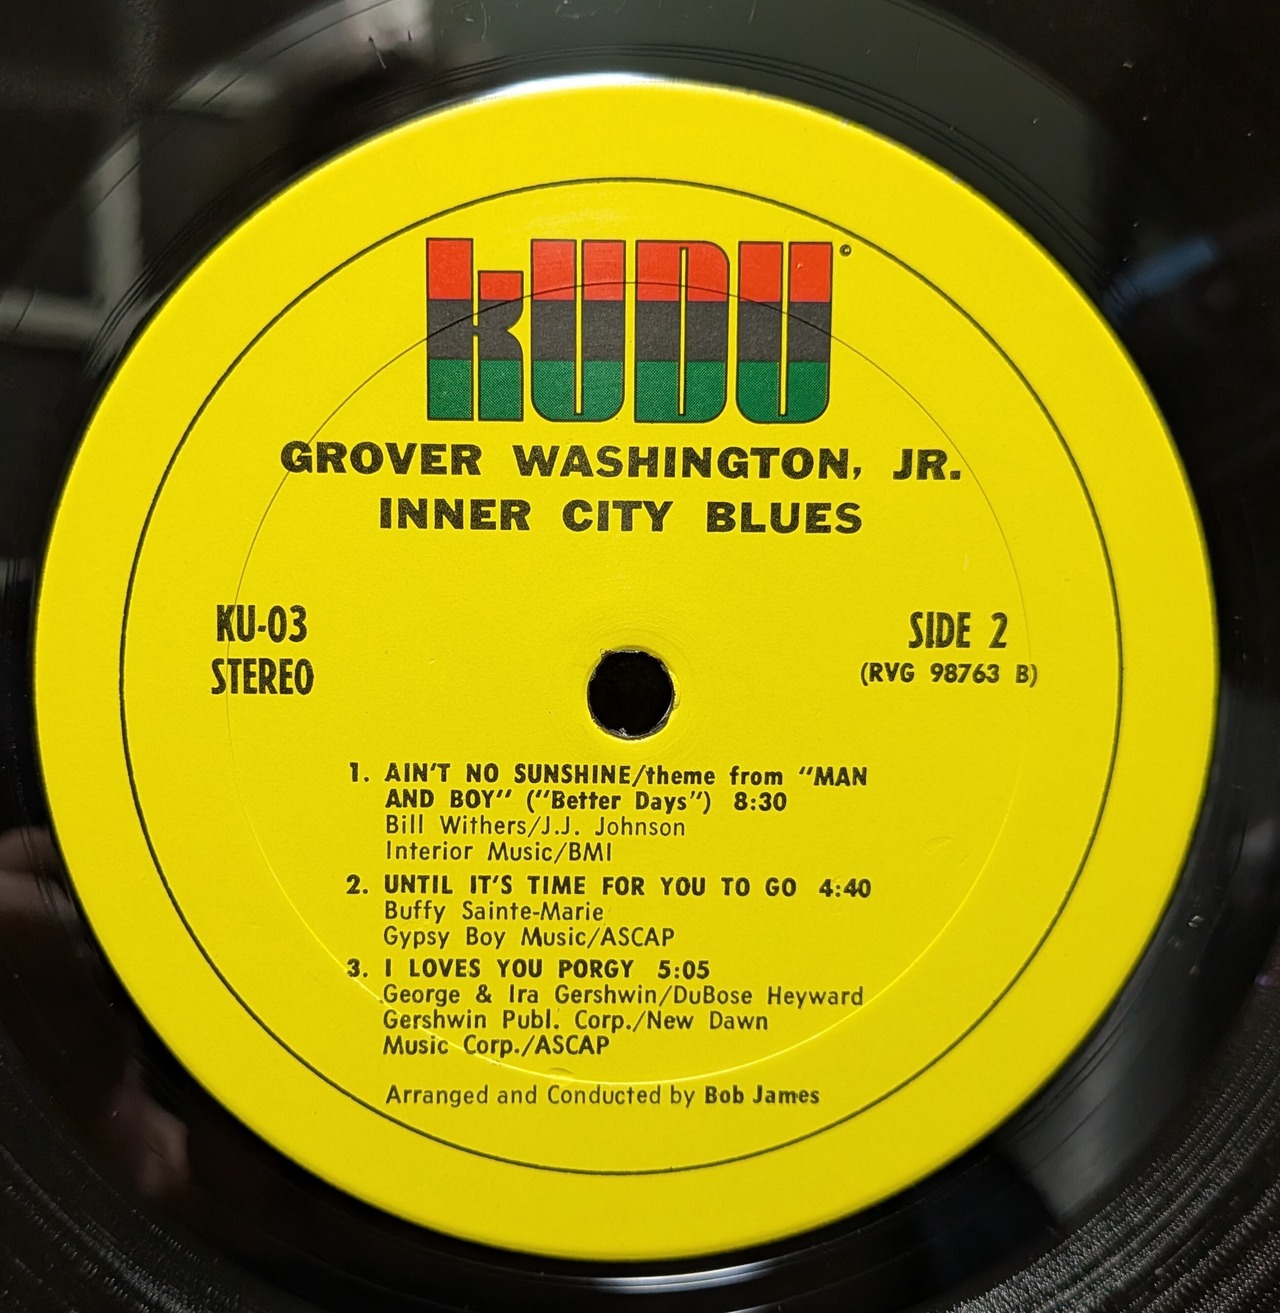 KUDU©
GROVER WASHINGTON, JR.
INNER CITY BLUES
KU-03
STEREO
SIDE 2
(RVG 98763 B)
1. AIN'T NO SUNSHINE/theme from "MAN
AND BOY" ("Better Days") 8:30
Bill Withers/J.J. Johnson
Interior Music/BMI
2. UNTIL IT'S TIME FOR YOU TO GO 4:40
Buffy Sainte-Marie
Gypsy Boy Music/ASCAP
3. I LOVES YOU PORGY 5:05
George & Ira Gershwin/DuBose Heyward
Gershwin Publ. Corp./New Dawn
Music Corp./ASCAP
Arranged and Conducted by Bob James